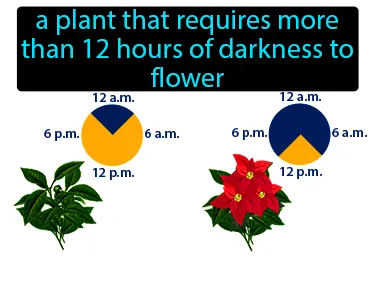 a plant that requires more
than 12 hours of darkness to
flower
12 a.m.
6 p.m.
6 a.m.
12 p.m.
12 a.m.
6 p.m.
6 a.m.
12 p.m.